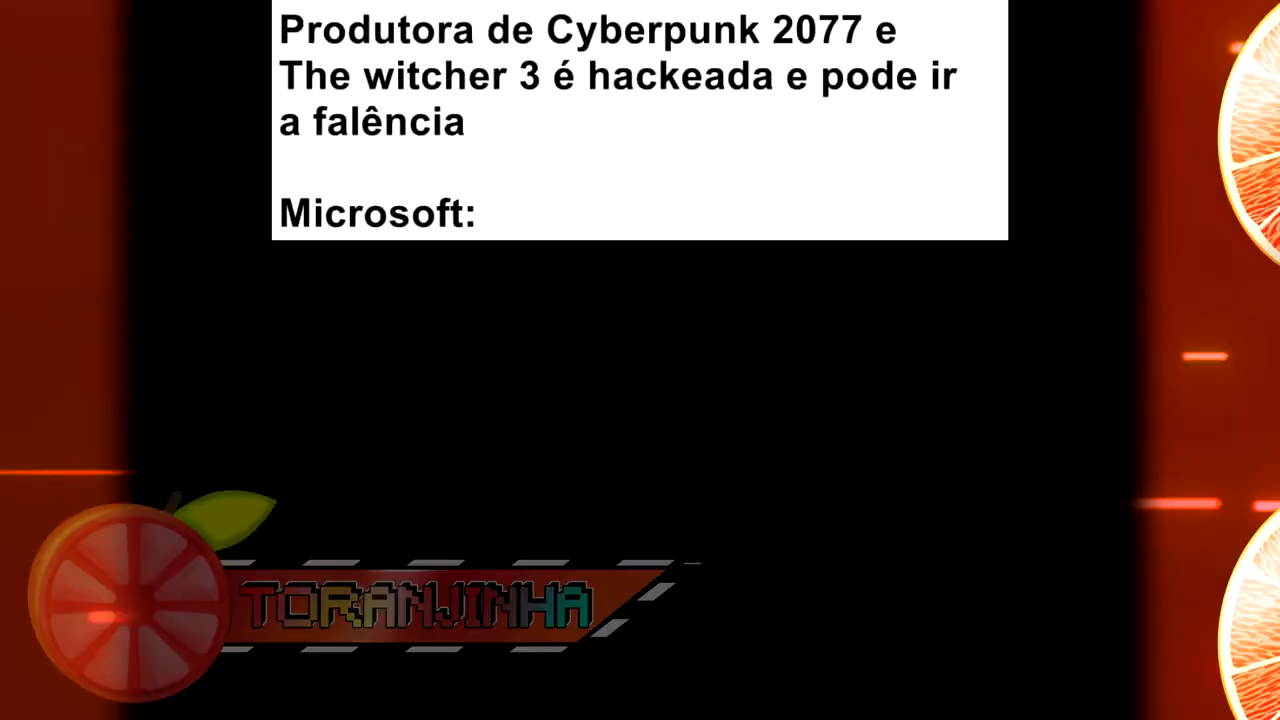 Produtora de Cyberpunk 2077 e
The witcher 3 é hackeada e pode ir
a falência
Microsoft:
TORANJINHA